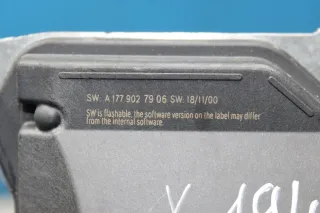 SW: A 177 902 79 06 SW: 18/11/00
SW is flashable, the software version on the label may differ
from the internal software.